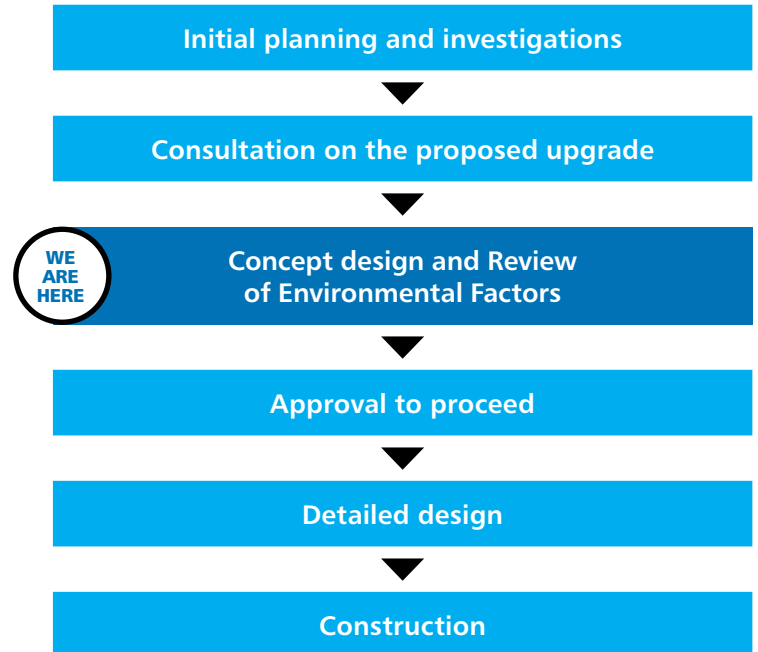 Initial planning and investigations
Consultation on the proposed upgrade
WE
ARE
HERE
Concept design and Review
of Environmental Factors
Approval to proceed
Detailed design
Construction